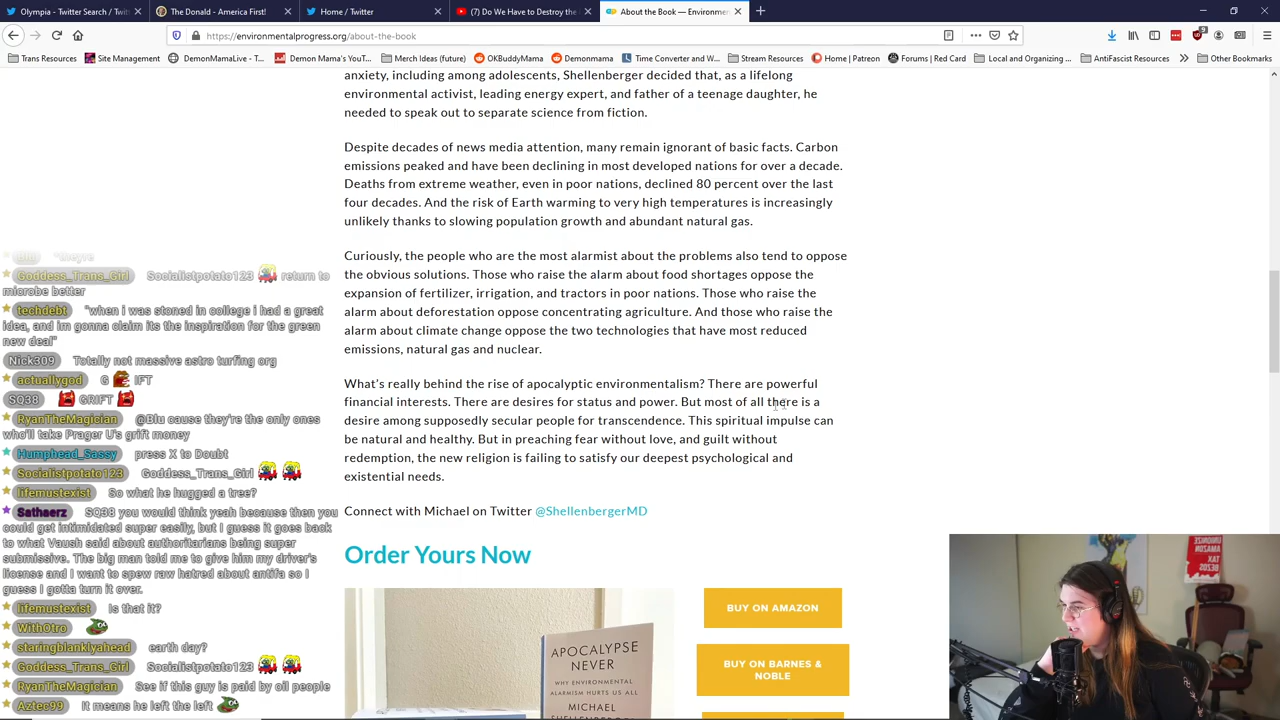 Olympia - Twitter Search / Twit
The Donald - America First!
Home / Twitter
(7) Do We Have to Destroy the
About the Book — Environmen
https://environmentalprogress.org/about-the-book
Trans Resources
Site Management
DemonMamaLive - T...
Demon Mama's YouT...
Merch Ideas (future)
OKBuddyMama
Demonmama
Time Converter and W...
Stream Resources
Home | Patreon
Forums | Red Card
Local and Organizing ...
AntiFascist Resources
Other Bookmarks
anxiety, including among adolescents, Shellenberger decided that, as a lifelong
environmental activist, leading energy expert, and father of a teenage daughter, he
needed to speak out to separate science from fiction.
Despite decades of news media attention, many remain ignorant of basic facts. Carbon
emissions peaked and have been declining in most developed nations for over a decade.
Deaths from extreme weather, even in poor nations, declined 80 percent over the last
four decades. And the risk of Earth warming to very high temperatures is increasingly
unlikely thanks to slowing population growth and abundant natural gas.
Curiously, the people who are the most alarmist about the problems also tend to oppose
the obvious solutions. Those who raise the alarm about food shortages oppose the
expansion of fertilizer, irrigation, and tractors in poor nations. Those who raise the
alarm about deforestation oppose concentrating agriculture. And those who raise the
alarm about climate change oppose the two technologies that have most reduced
emissions, natural gas and nuclear.
What's really behind the rise of apocalyptic environmentalism? There are powerful
financial interests. There are desires for status and power. But most of all there is a
desire among supposedly secular people for transcendence. This spiritual impulse can
be natural and healthy. But in preaching fear without love, and guilt without
redemption, the new religion is failing to satisfy our deepest psychological and
existential needs.
Connect with Michael on Twitter @ShellenbergerMD
Order Yours Now
BUY ON AMAZON
BUY ON BARNES &
NOBLE
APOCALYPSE
NEVER
WHY ENVIRONMENTAL
ALARMISM HURTS US ALL
MICHAEL
SHELLENBERGER
*they're
Goddess_Trans_Girl Socialistpotato123 return to
microbe better
techdebt "when i was stoned in college i had a great
idea, and im gonna claim its the inspiration for the green
new deal"
Nick309 Totally not massive astro turfing org
actuallygod G IFT
SQ38 GRIFT
RyanTheMagician @Blu cause they're the only ones
who'll take Prager U's grift money
Humphead_Sassy press X to Doubt
Socialistpotato123 Goddess_Trans_Girl
lifemustexist So what he hugged a tree?
Sathaerz SQ38 you would think yeah because then you
could get intimidated super easily, but I guess it goes back
to what Vaush said about authoritarians being super
submissive. The big man told me to give him my driver's
license and I want to spew raw hatred about antifa so I
guess I gotta turn it over.
lifemustexist Is that it?
WithOtro
staringblanklyahead earth day?
Goddess_Trans_Girl Socialistpotato123
RyanTheMagician See if this guy is paid by oil people
Aztec99 It means he left the left
UNIONIZE
AMAZON
TAX
BEZOS